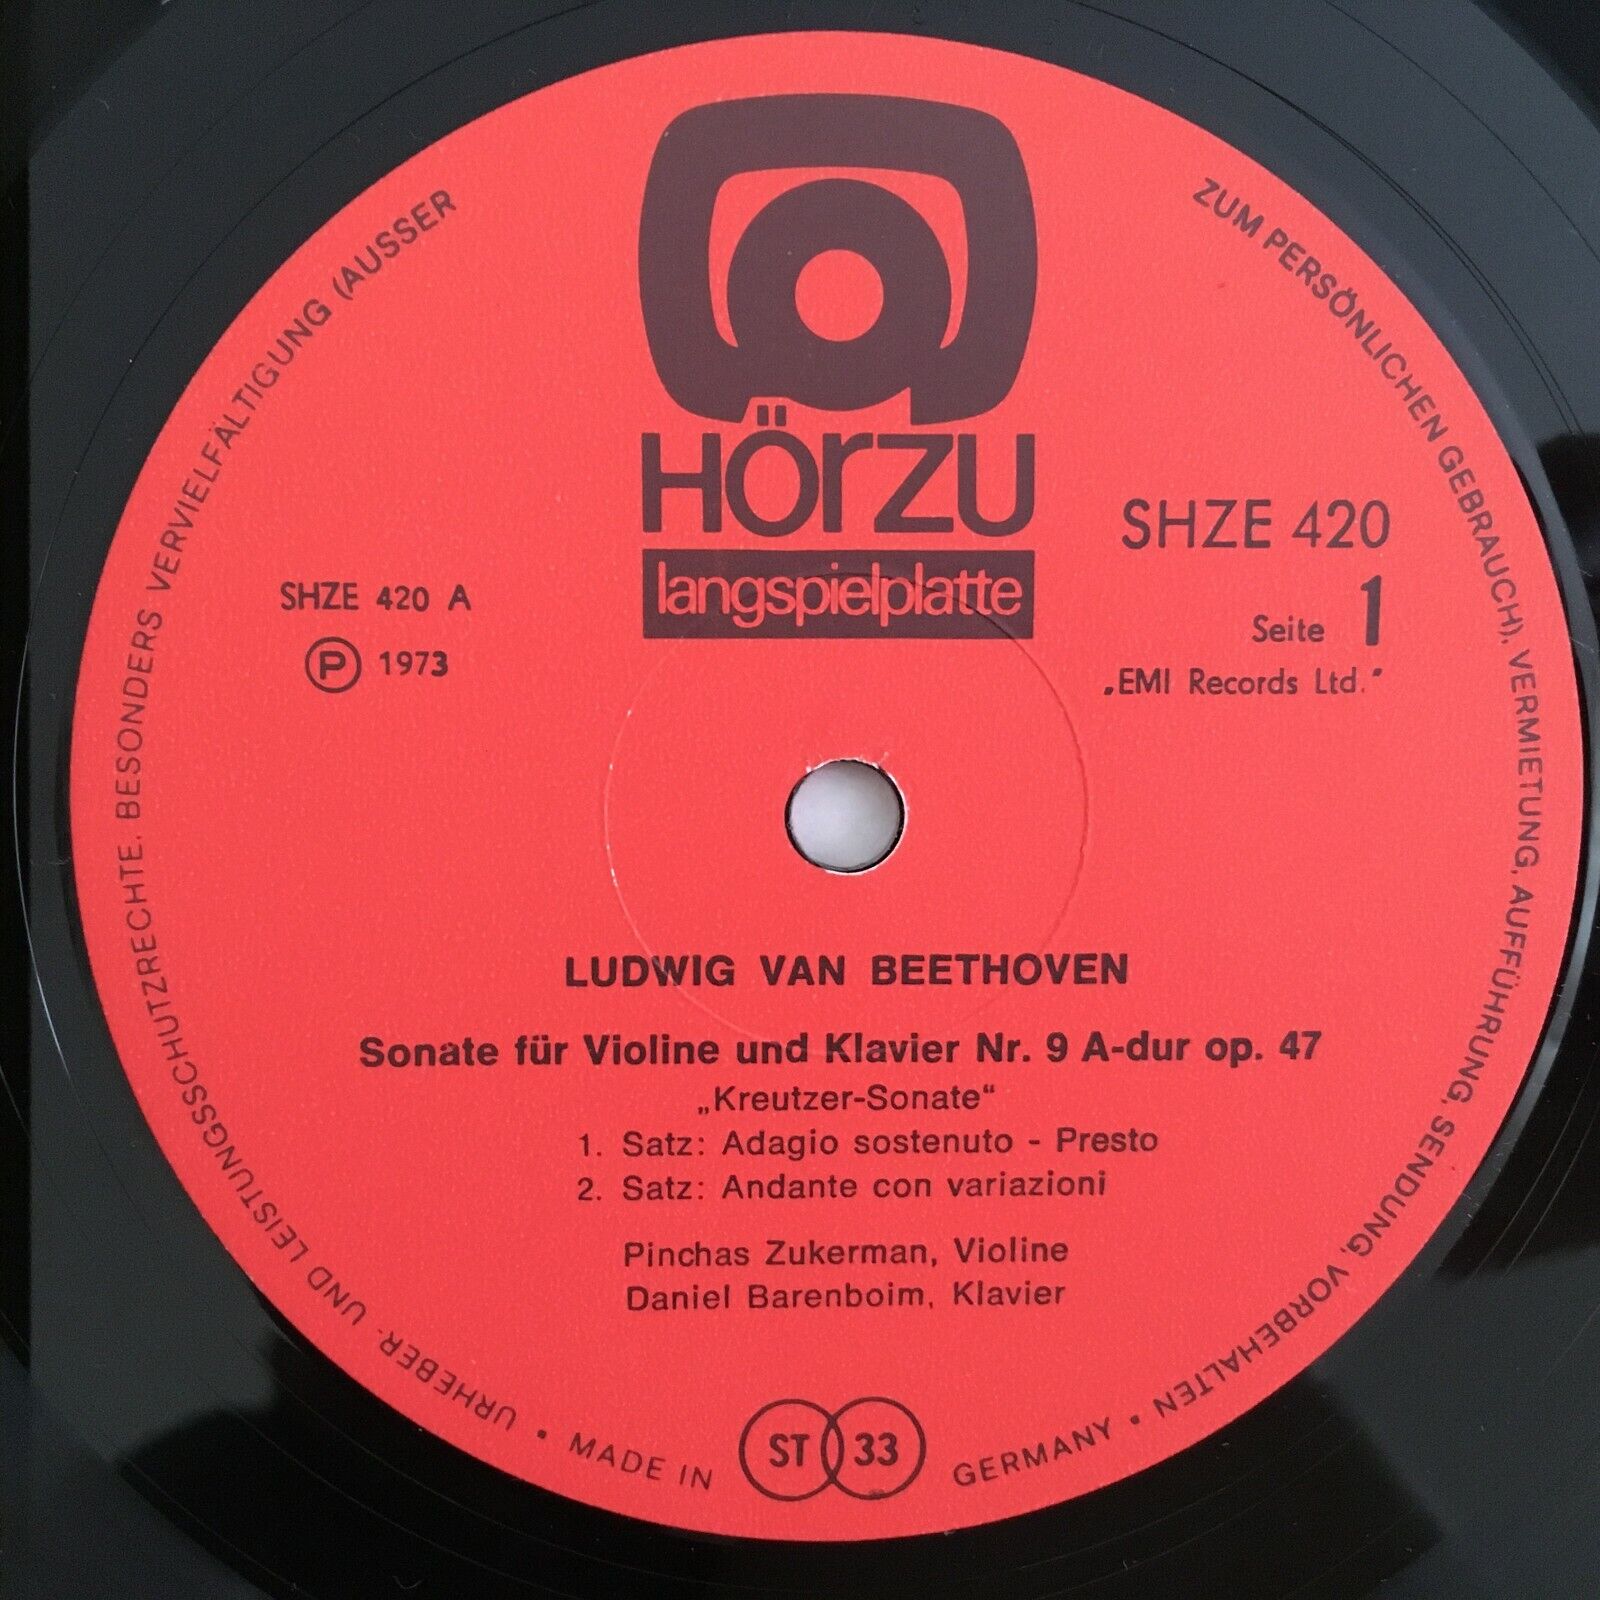 HÖRZU
langspielplatte
SHZE 420
Seite 1
„EMI Records Ltd."
SHZE 420 A
Ⓟ 1973
LUDWIG VAN BEETHOVEN
Sonate für Violine und Klavier Nr. 9 A-dur op. 47
„Kreutzer-Sonate“
1. Satz: Adagio sostenuto - Presto
2. Satz: Andante con variazioni
Pinchas Zukerman, Violine
Daniel Barenboim, Klavier
ST 33
URHEBER- UND LEISTUNGSSCHUTZRECHTE. BESONDERS VERVIELFÄLTIGUNG (AUSSER
ZUM PERSÖNLICHEN GEBRAUCH), VERMIETUNG, AUFFÜHRUNG, SENDUNG, VORBEHALTEN
• MADE IN GERMANY •